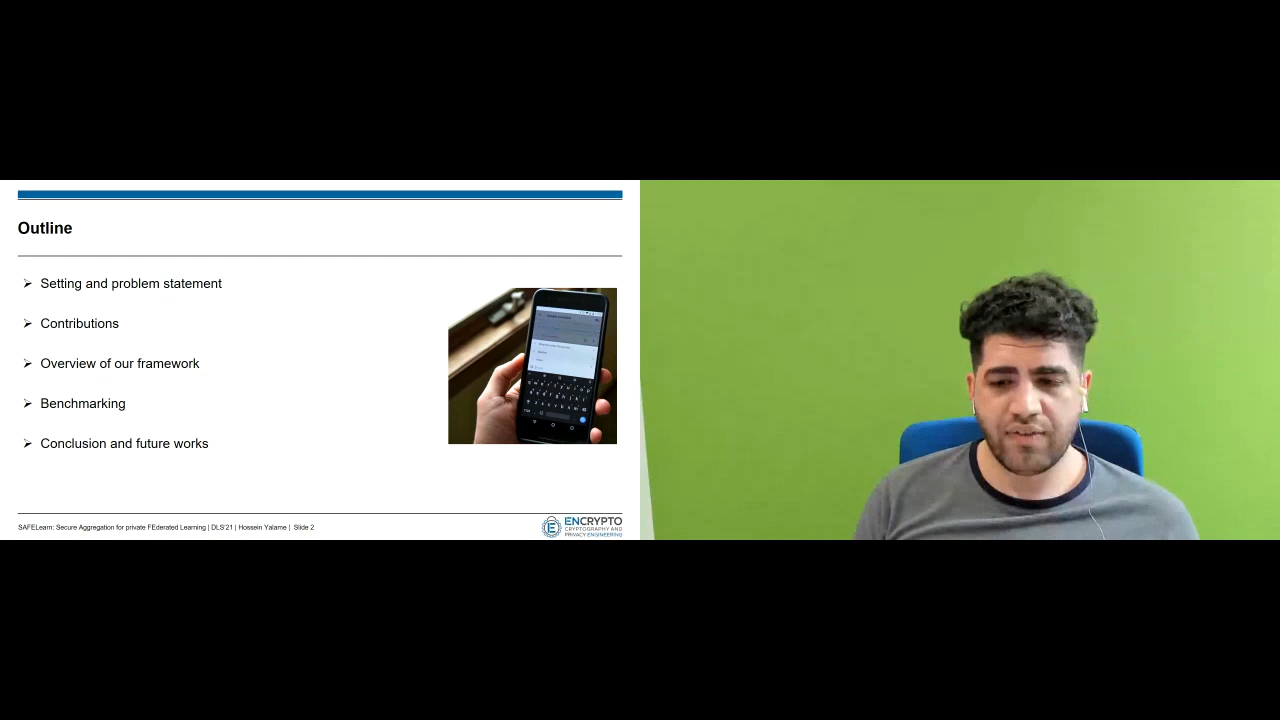 Outline
Setting and problem statement
Contributions
Overview of our framework
Benchmarking
Conclusion and future works
SAFELearn: Secure Aggregation for private FEderated Learning | DLS'21 | Hossein Yalame | Slide 2
ENCRYPTO
CRYPTOGRAPHY AND
PRIVACY ENGINEERING